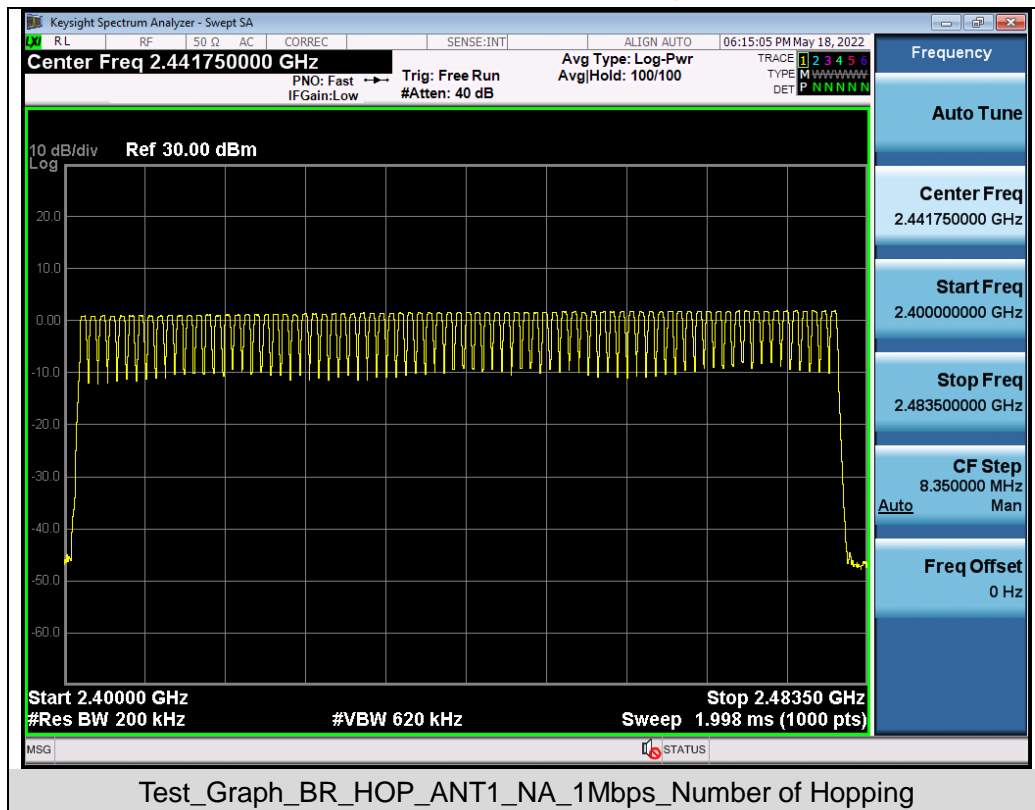 Keysight Spectrum Analyzer - Swept SA
LXI RL RF 50 Ω AC CORREC SENSE:INT ALIGN AUTO 06:15:05 PM May 18, 2022
Center Freq 2.441750000 GHz
PNO: Fast
IFGain:Low
Trig: Free Run
#Atten: 40 dB
Avg Type: Log-Pwr
Avg|Hold: 100/100
TRACE 1 2 3 4 5 6
TYPE M WWWWW
DET P N N N N N
10 dB/div Ref 30.00 dBm
Log
20.0
10.0
0.00
-10.0
-20.0
-30.0
-40.0
-50.0
-60.0
Start 2.40000 GHz Stop 2.48350 GHz
#Res BW 200 kHz #VBW 620 kHz Sweep 1.998 ms (1000 pts)
MSG STATUS
Frequency
Auto Tune
Center Freq
2.441750000 GHz
Start Freq
2.400000000 GHz
Stop Freq
2.483500000 GHz
CF Step
8.350000 MHz
Auto Man
Freq Offset
0 Hz
Test_Graph_BR_HOP_ANT1_NA_1Mbps_Number of Hopping